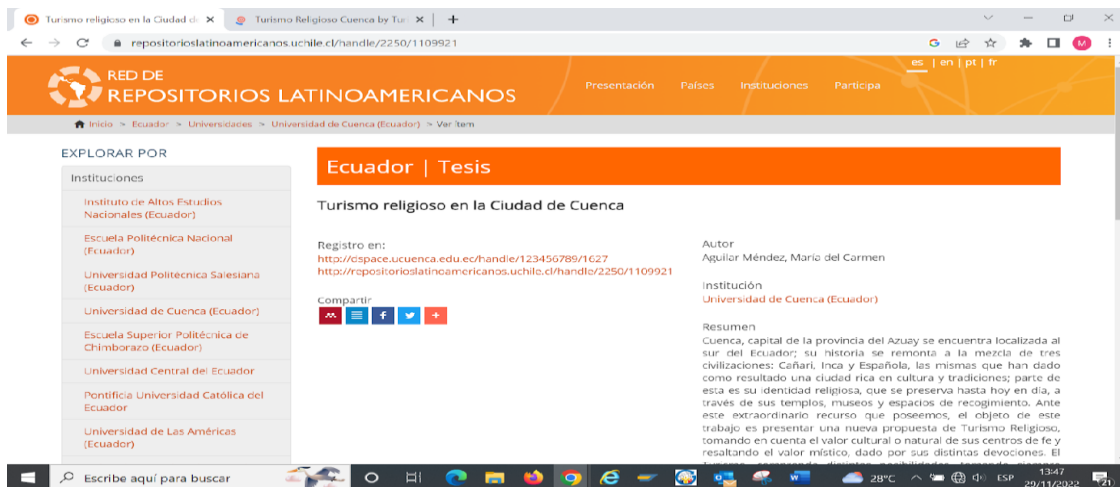 Turismo religioso en la Ciudad de
Turismo Religioso Cuenca by Tur
repositorioslatinoamericanos.uchile.cl/handle/2250/1109921
M
es | en | pt | fr
RED DE
REPOSITORIOS LATINOAMERICANOS
Presentación Países Instituciones Participa
Inicio > Ecuador > Universidades > Universidad de Cuenca (Ecuador) > Ver ítem
EXPLORAR POR
Instituciones
Instituto de Altos Estudios
Nacionales (Ecuador)
Escuela Politécnica Nacional
(Ecuador)
Universidad Politécnica Salesiana
(Ecuador)
Universidad de Cuenca (Ecuador)
Escuela Superior Politécnica de
Chimborazo (Ecuador)
Universidad Central del Ecuador
Pontificia Universidad Católica del
Ecuador
Universidad de Las Américas
(Ecuador)
Ecuador | Tesis
Turismo religioso en la Ciudad de Cuenca
Registro en:
http://dspace.ucuenca.edu.ec/handle/123456789/1627
http://repositorioslatinoamericanos.uchile.cl/handle/2250/1109921
Compartir
Autor
Aguilar Méndez, María del Carmen
Institución
Universidad de Cuenca (Ecuador)
Resumen
Cuenca, capital de la provincia del Azuay se encuentra localizada al
sur del Ecuador; su historia se remonta a la mezcla de tres
civilizaciones: Cañari, Inca y Española, las mismas que han dado
como resultado una ciudad rica en cultura y tradiciones; parte de
esta es su identidad religiosa, que se preserva hasta hoy en día, a
través de sus templos, museos y espacios de recogimiento. Ante
este extraordinario recurso que poseemos, el objeto de este
trabajo es presentar una nueva propuesta de Turismo Religioso,
tomando en cuenta el valor cultural o natural de sus centros de fe y
resaltando el valor místico, dado por sus distintas devociones. El
Escribe aquí para buscar
28°C
ESP
13:47
29/11/2022
21